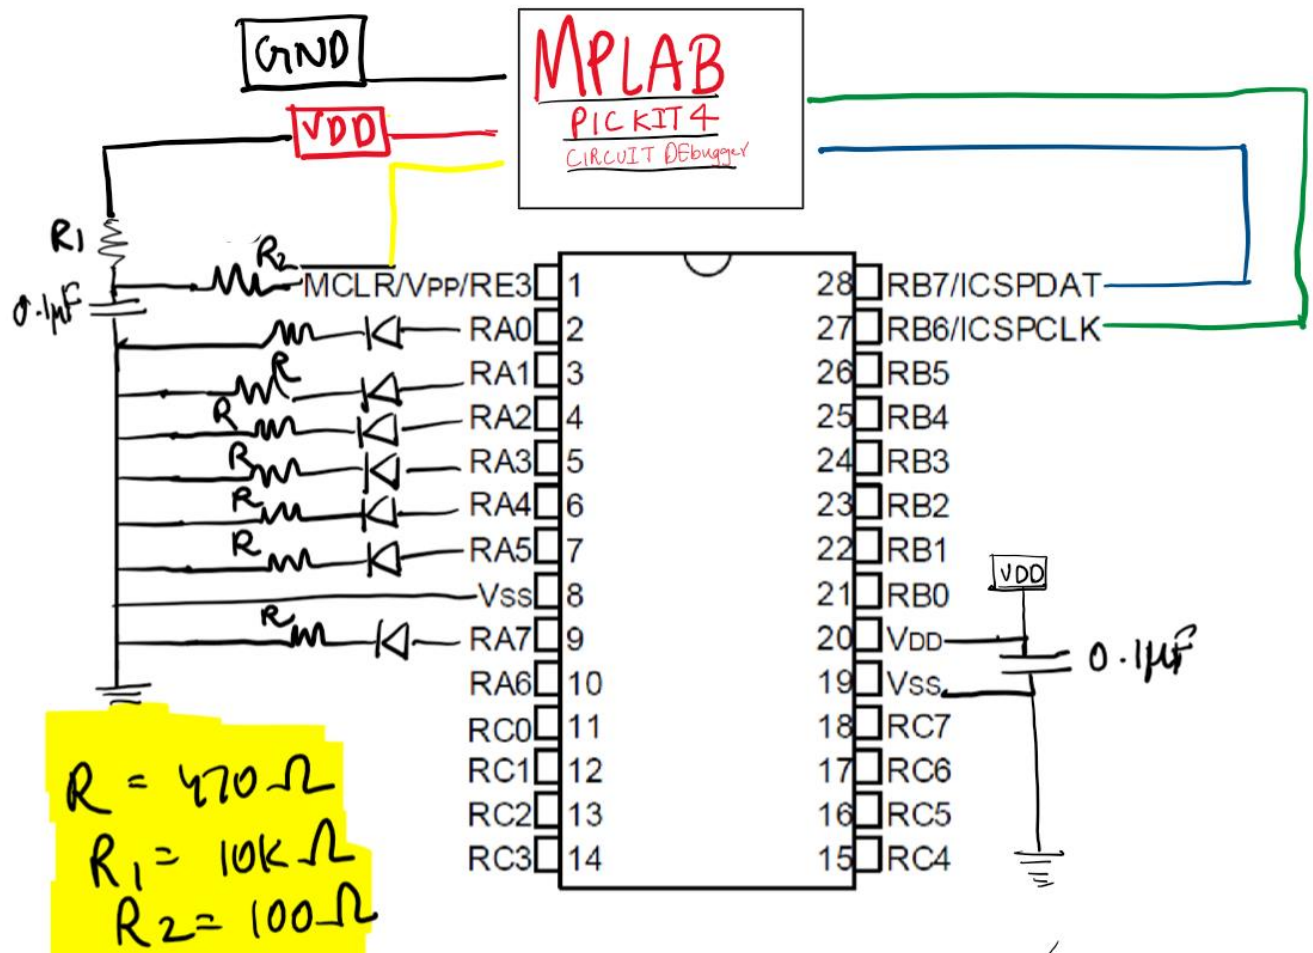 GND
MPLAB
PICKIT4
CIRCUIT DEbugger
VDD
R1
R2
0.1µF
MCLR/VPP/RE3 1
RA0 2
R RA1 3
R RA2 4
R RA3 5
R RA4 6
R RA5 7
Vss 8
R RA7 9
RA6 10
RC0 11
RC1 12
RC2 13
RC3 14
28 RB7/ICSPDAT
27 RB6/ICSPCLK
26 RB5
25 RB4
24 RB3
23 RB2
22 RB1
21 RB0
20 VDD
19 Vss
18 RC7
17 RC6
16 RC5
15 RC4
VDD
0.1µF
R = 470Ω
R1 = 10KΩ
R2 = 100Ω